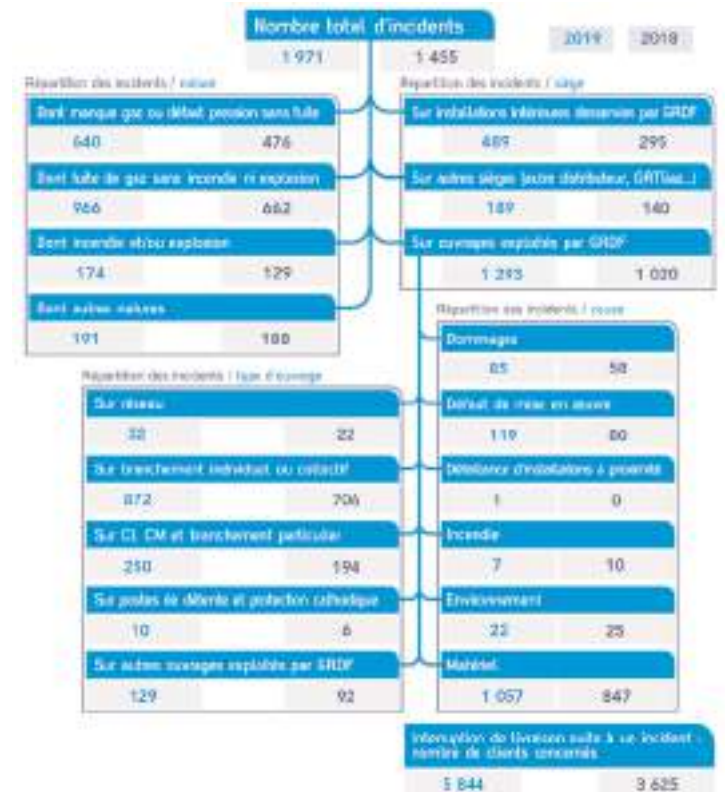 Nombre total d'incidents
2019 2018
1 971 1 455
Répartition des incidents / nature
Dont manque gaz ou défaut pression sans fuite
640 476
Dont fuite de gaz sans incendie ni explosion
966 662
Dont incendie et/ou explosion
174 129
Dont autres natures
191 188
Répartition des incidents / siège
Sur installations intérieures desservies par GRDF
489 295
Sur autres sièges (autre distributeur, GRTgaz...)
189 140
Sur ouvrages exploités par GRDF
1 293 1 020
Répartition des incidents / type d'ouvrage
Sur réseau
32 22
Sur branchement individuel ou collectif
872 706
Sur CI, CM et branchement particulier
250 194
Sur postes de détente et protection cathodique
10 6
Sur autres ouvrages exploités par GRDF
129 92
Répartition des incidents / cause
Dommages
85 58
Défaut de mise en œuvre
119 80
Défaillance d'installations à proximité
1 0
Incendie
7 10
Environnement
22 25
Matériel
1 057 847
Interruption de livraison suite à un incident
nombre de clients concernés
5 844 3 625